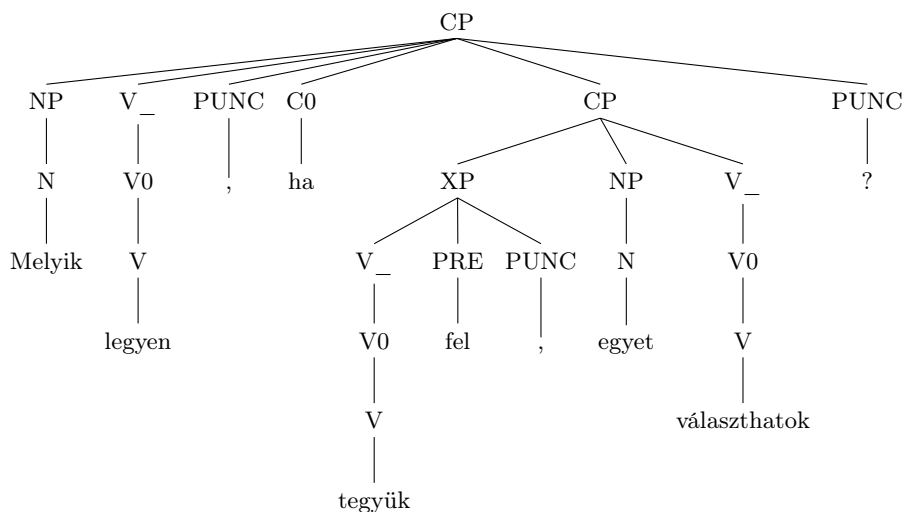 CP
NP V_ PUNC C0 CP PUNC
N V0 , ha XP NP V_ ?
Melyik V V_ PRE PUNC N V0
legyen V0 fel , egyet V
V választhatok
tegyük